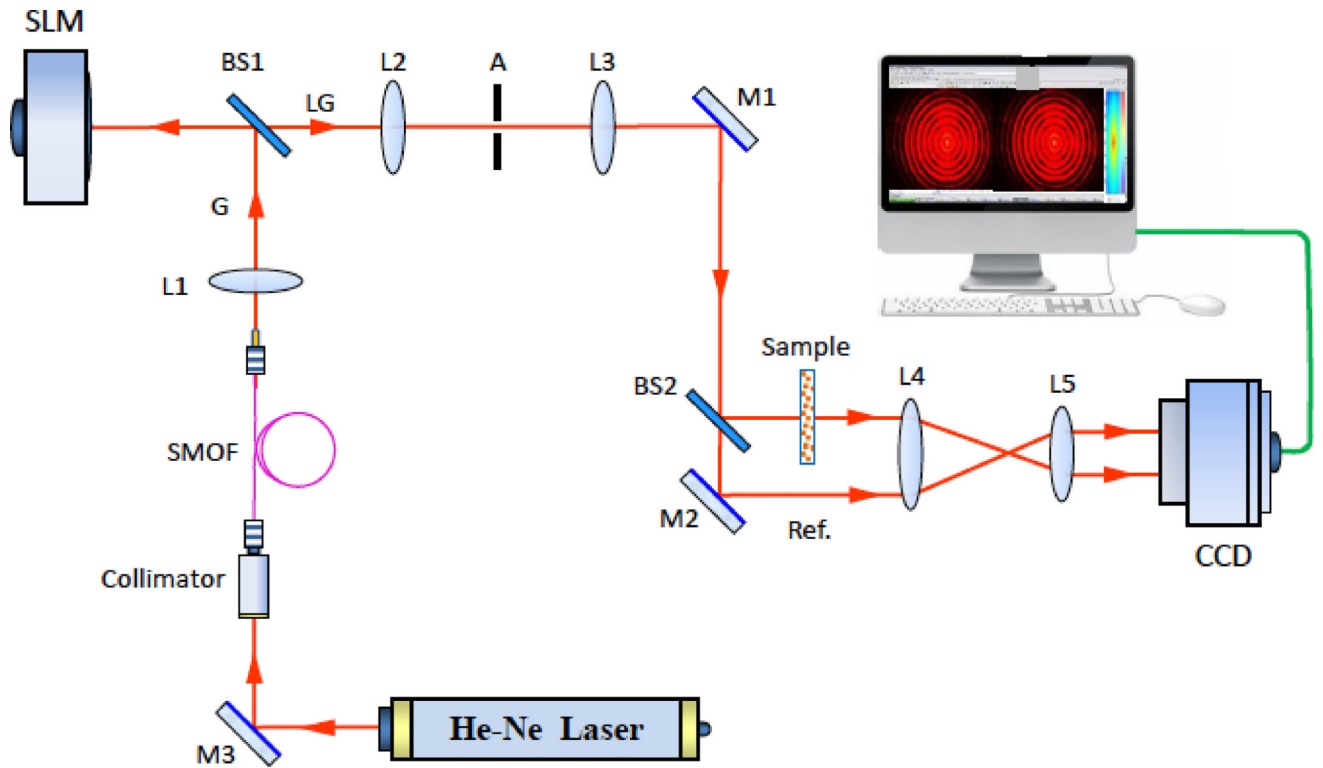 SLM
BS1
L2
A
L3
M1
LG
G
L1
Sample
BS2
L4
L5
SMOF
M2
Ref.
CCD
Collimator
He-Ne Laser
M3